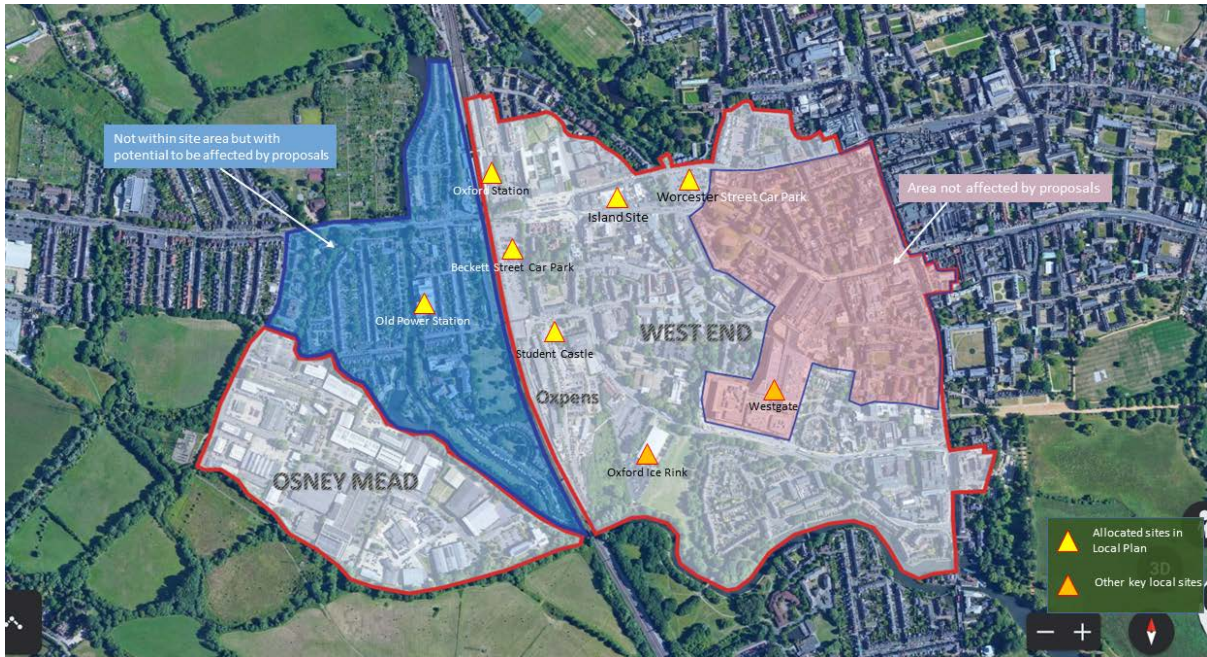 Not within site area but with
potential to be affected by proposals
Oxford Station
Island Site
Worcester Street Car Park
Area not affected by proposals
Beckett Street Car Park
Old Power Station
Student Castle
WEST END
Oxpens
Westgate
Oxford Ice Rink
OSNEY MEAD
Allocated sites in
Local Plan
Other key local sites
3D